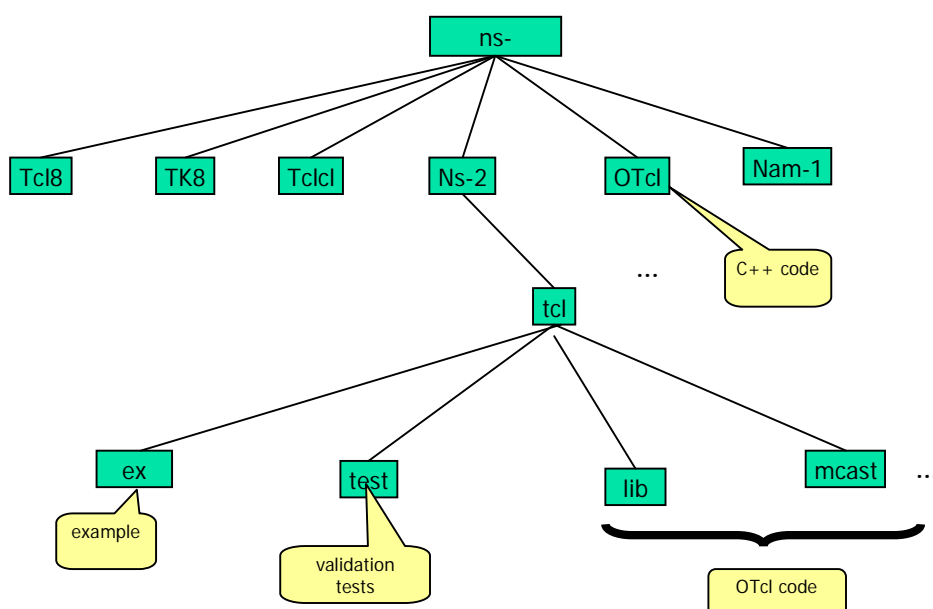 ns-
Tcl8
TK8
Tclcl
Ns-2
OTcl
Nam-1
...
C++ code
tcl
ex
test
lib
mcast
..
example
validation
tests
OTcl code